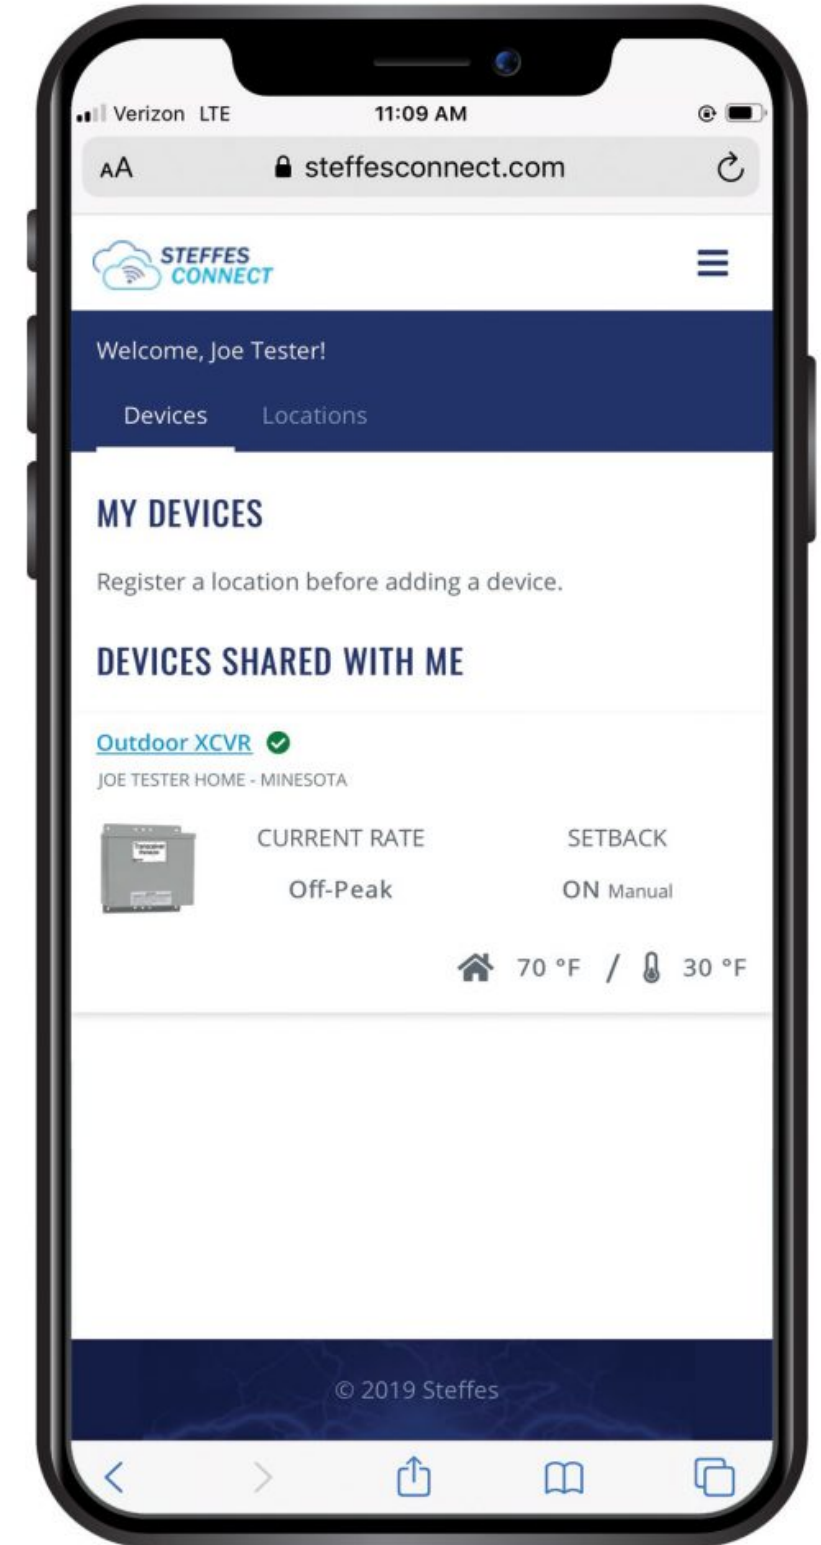 Verizon LTE 11:09 AM
AA steffesconnect.com
STEFFES
CONNECT
Welcome, Joe Tester!
Devices Locations
MY DEVICES
Register a location before adding a device.
DEVICES SHARED WITH ME
Outdoor XCVR
JOE TESTER HOME - MINESOTA
Transceiver
CURRENT RATE SETBACK
Off-Peak ON Manual
70 °F / 30 °F
© 2019 Steffes